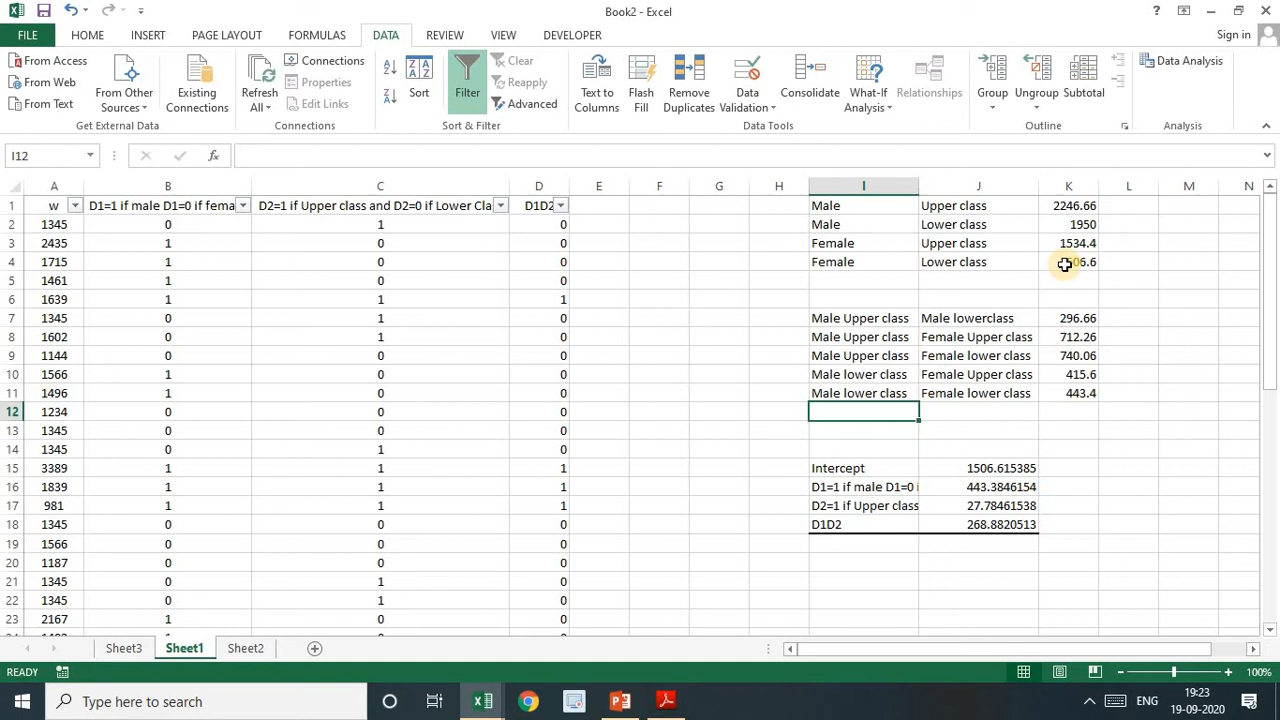 Book2 - Excel
FILE HOME INSERT PAGE LAYOUT FORMULAS DATA REVIEW VIEW DEVELOPER Sign in
From Access
From Web
From Text
From Other Sources
Existing Connections
Get External Data
Refresh All
Connections
Properties
Edit Links
Connections
Sort
Filter
Clear
Reapply
Advanced
Sort & Filter
Text to Columns
Flash Fill
Remove Duplicates
Data Validation
Consolidate
What-If Analysis
Relationships
Data Tools
Group
Ungroup
Subtotal
Outline
Data Analysis
Analysis
I12
A B C D E F G H I J K L M N
1 w D1=1 if male D1=0 if fema D2=1 if Upper class and D2=0 if Lower Cla D1D2 Male Upper class 2246.66
2 1345 0 1 0 Male Lower class 1950
3 2435 1 0 0 Female Upper class 1534.4
4 1715 1 0 0 Female Lower class
5 1461 1 0 0
6 1639 1 1 1
7 1345 0 1 0 Male Upper class Male lowerclass 296.66
8 1602 0 1 0 Male Upper class Female Upper class 712.26
9 1144 0 0 0 Male Upper class Female lower class 740.06
10 1566 1 0 0 Male lower class Female Upper class 415.6
11 1496 1 0 0 Male lower class Female lower class 443.4
12 1234 0 0 0
13 1345 0 0 0
14 1345 0 1 0
15 3389 1 1 1 Intercept 1506.615385
16 1839 1 1 1 D1=1 if male D1=0 i 443.3846154
17 981 1 1 1 D2=1 if Upper class 27.78461538
18 1345 0 0 0 D1D2 268.8820513
19 1566 0 0 0
20 1187 0 0 0
21 1345 0 1 0
22 1345 0 1 0
23 2167 1 0 0
Sheet3 Sheet1 Sheet2
READY 100%
Type here to search
ENG
19:23
19-09-2020